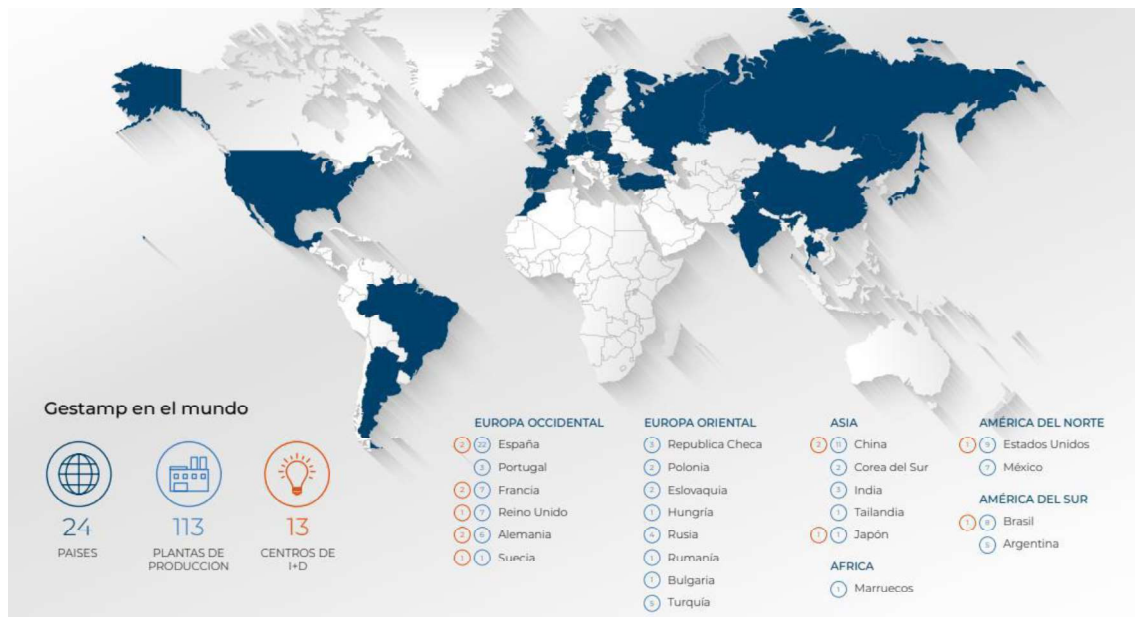 Gestamp en el mundo
24
PAISES
113
PLANTAS DE
PRODUCCIÓN
13
CENTROS DE
I+D
EUROPA OCCIDENTAL
2 22 España
3 Portugal
2 7 Francia
1 7 Reino Unido
2 6 Alemania
1 1 Suecia
EUROPA ORIENTAL
3 Republica Checa
2 Polonia
2 Eslovaquia
1 Hungría
4 Rusia
1 Rumanía
1 Bulgaria
5 Turquía
ASIA
2 11 China
2 Corea del Sur
3 India
1 Tailandia
1 1 Japón
AFRICA
1 Marruecos
AMÉRICA DEL NORTE
1 9 Estados Unidos
7 México
AMÉRICA DEL SUR
1 8 Brasil
5 Argentina